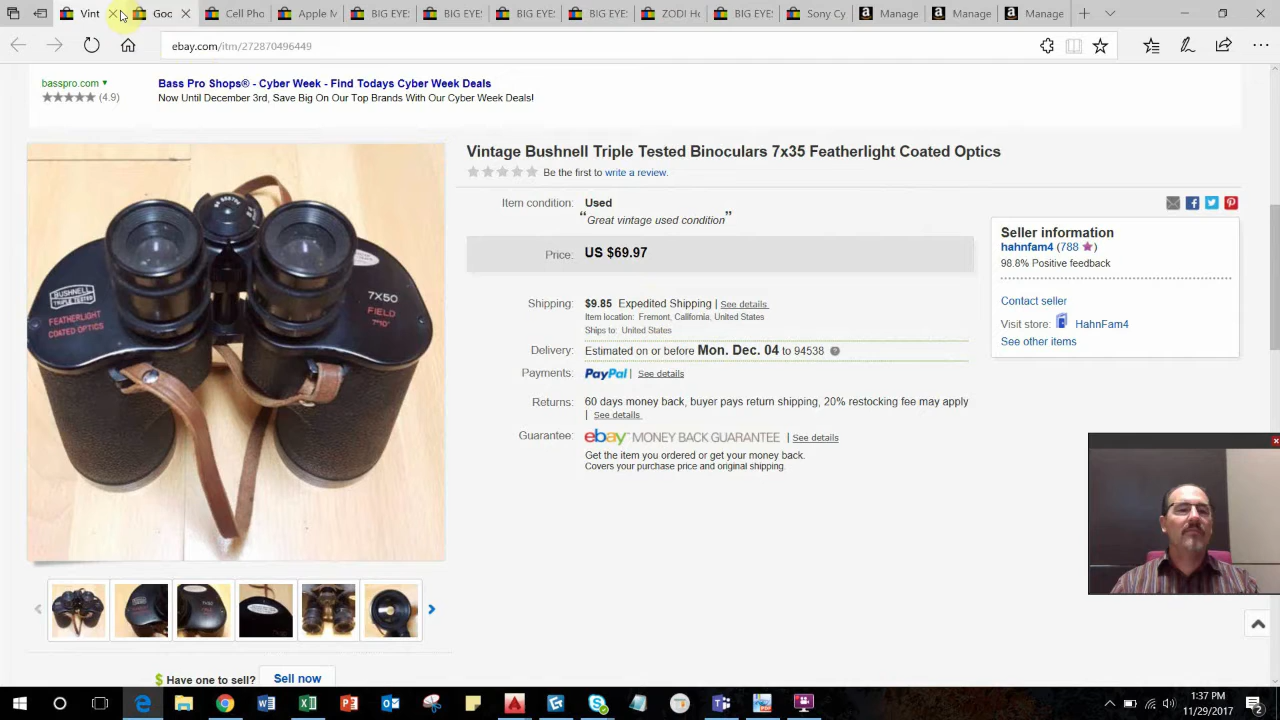 Vint
Goo
Cell Pho
Apple M
BIG EYE
BIG EYE
BIG EYE
BIG EYE
ZODI Ho
BIG EYE
Sony Cy
Manage
Manage
Manage
ebay.com/itm/272870496449
basspro.com
(4.9)
Bass Pro Shops® - Cyber Week - Find Todays Cyber Week Deals
Now Until December 3rd, Save Big On Our Top Brands With Our Cyber Week Deals!
Vintage Bushnell Triple Tested Binoculars 7x35 Featherlight Coated Optics
Be the first to write a review.
Item condition: Used
“Great vintage used condition”
Price: US $69.97
Shipping: $9.85 Expedited Shipping | See details
Item location: Fremont, California, United States
Ships to: United States
Delivery: Estimated on or before Mon. Dec. 04 to 94538
Payments: PayPal | See details
Returns: 60 days money back, buyer pays return shipping, 20% restocking fee may apply
| See details
Guarantee: ebay MONEY BACK GUARANTEE | See details
Get the item you ordered or get your money back.
Covers your purchase price and original shipping.
Seller information
hahnfam4 (788)
98.8% Positive feedback
Contact seller
Visit store: HahnFam4
See other items
BUSHNELL
TRIPLE TESTED
FEATHERLIGHT
COATED OPTICS
7X50
FIELD
7°10'
Have one to sell? Sell now
1:37 PM
11/29/2017